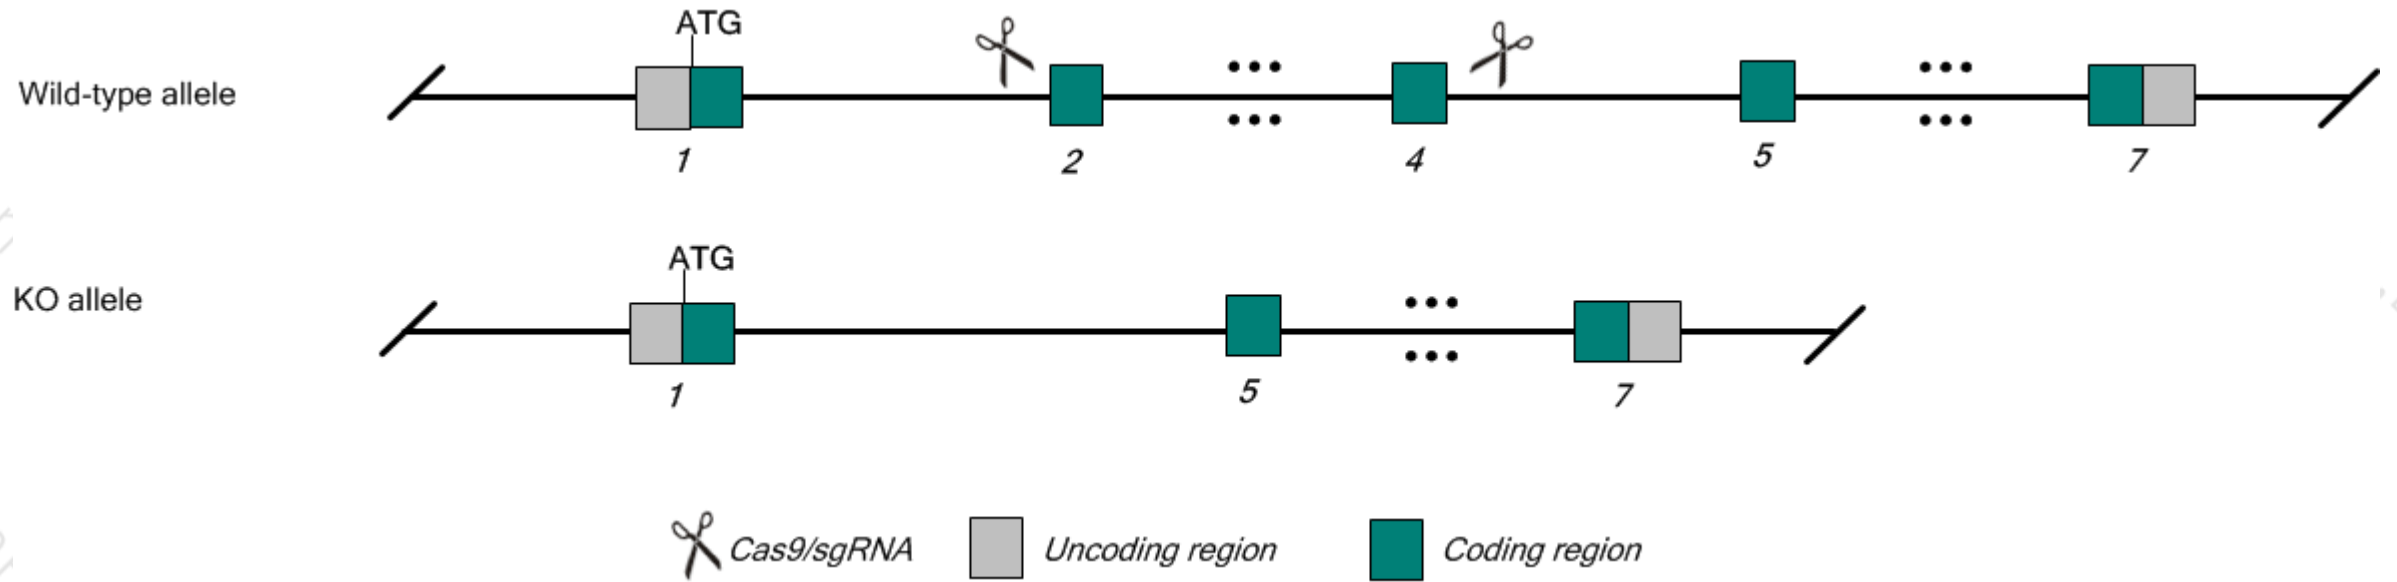 ATG
Wild-type allele
1 2 4 5 7
ATG
KO allele
1 5 7
Cas9/sgRNA Uncoding region Coding region